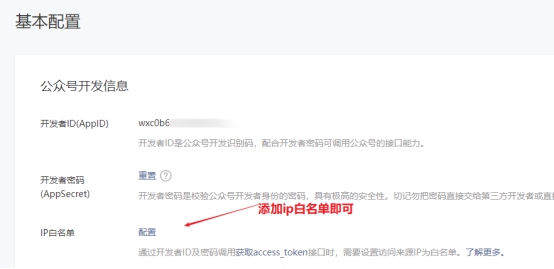 基本配置
公众号开发信息
开发者ID(AppID)
wxc0b6
开发者ID是公众号开发识别码，配合开发者密码可调用公众号的接口能力。
开发者密码
(AppSecret)
重置 ?
开发者密码是校验公众号开发者身份的密码，具有极高的安全性。切记勿把密码直接交给第三方开发者或直接
添加ip白名单即可
IP白名单
配置
通过开发者ID及密码调用获取access_token接口时，需要设置访问来源IP为白名单。了解更多。